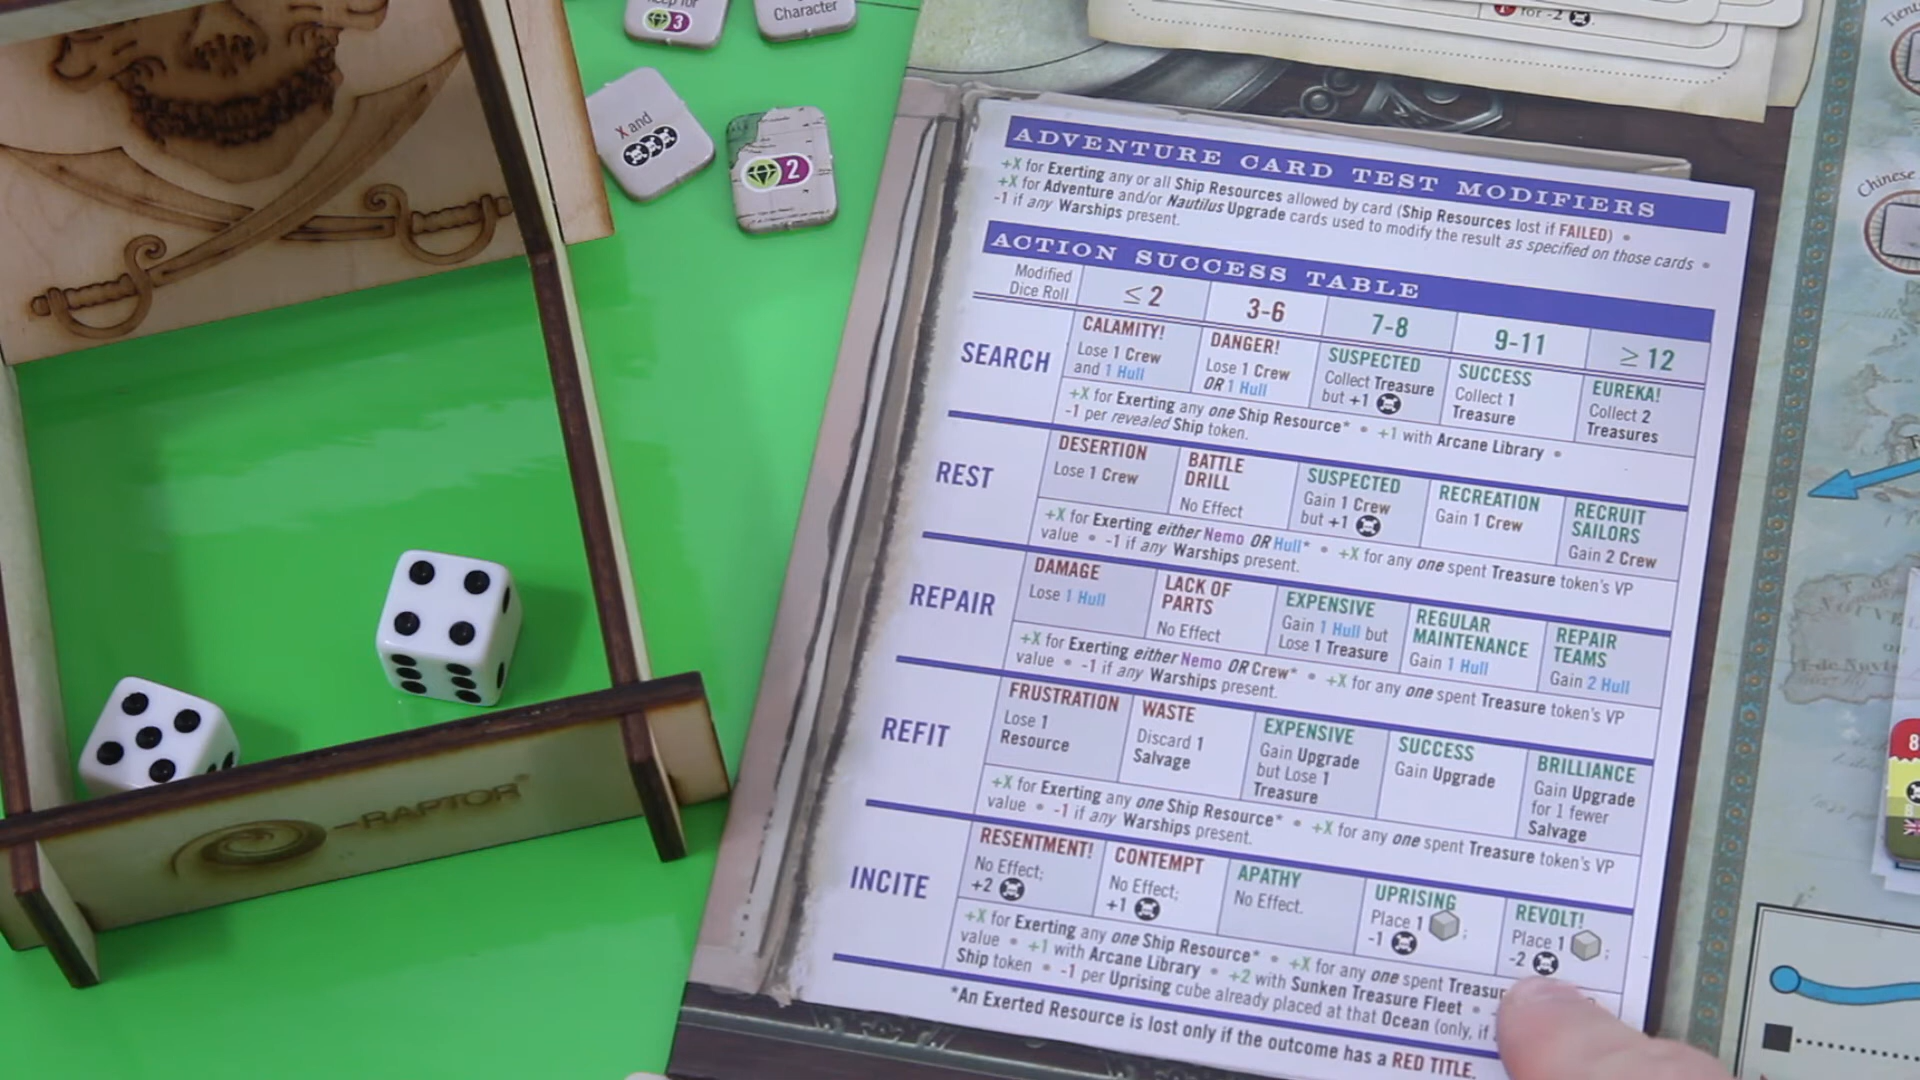 keep for
3
Character
for -2
X and
2
ADVENTURE CARD TEST MODIFIERS
+X for Exerting any or all Ship Resources allowed by card (Ship Resources lost if FAILED) •
+X for Adventure and/or Nautilus Upgrade cards used to modify the result as specified on those cards •
-1 if any Warships present.
ACTION SUCCESS TABLE
Modified
Dice Roll
≤ 2
3-6
7-8
9-11
≥ 12
SEARCH
CALAMITY!
Lose 1 Crew
and 1 Hull
DANGER!
Lose 1 Crew
OR 1 Hull
SUSPECTED
Collect Treasure
but +1
SUCCESS
Collect 1
Treasure
EUREKA!
Collect 2
Treasures
+X for Exerting any one Ship Resource* • +1 with Arcane Library •
-1 per revealed Ship token.
REST
DESERTION
Lose 1 Crew
BATTLE
DRILL
No Effect
SUSPECTED
Gain 1 Crew
but +1
RECREATION
Gain 1 Crew
RECRUIT
SAILORS
Gain 2 Crew
+X for Exerting either Nemo OR Hull* • +X for any one spent Treasure token's VP
value • -1 if any Warships present.
REPAIR
DAMAGE
Lose 1 Hull
LACK OF
PARTS
No Effect
EXPENSIVE
Gain 1 Hull but
Lose 1 Treasure
REGULAR
MAINTENANCE
Gain 1 Hull
REPAIR
TEAMS
Gain 2 Hull
+X for Exerting either Nemo OR Crew* • +X for any one spent Treasure token's VP
value • -1 if any Warships present.
REFIT
FRUSTRATION
Lose 1
Resource
WASTE
Discard 1
Salvage
EXPENSIVE
Gain Upgrade
but Lose 1
Treasure
SUCCESS
Gain Upgrade
BRILLIANCE
Gain Upgrade
for 1 fewer
Salvage
+X for Exerting any one Ship Resource* • +X for any one spent Treasure token's VP
value • -1 if any Warships present.
INCITE
RESENTMENT!
No Effect;
+2
CONTEMPT
No Effect;
+1
APATHY
No Effect.
UPRISING
Place 1 ;
-1
REVOLT!
Place 1 ;
-2
+X for Exerting any one Ship Resource* • +X for any one spent Treasur
value • +1 with Arcane Library • +2 with Sunken Treasure Fleet •
Ship token • -1 per Uprising cube already placed at that Ocean (only, if
*An Exerted Resource is lost only if the outcome has a RED TITLE.
-RAPTOR
Chinese
8